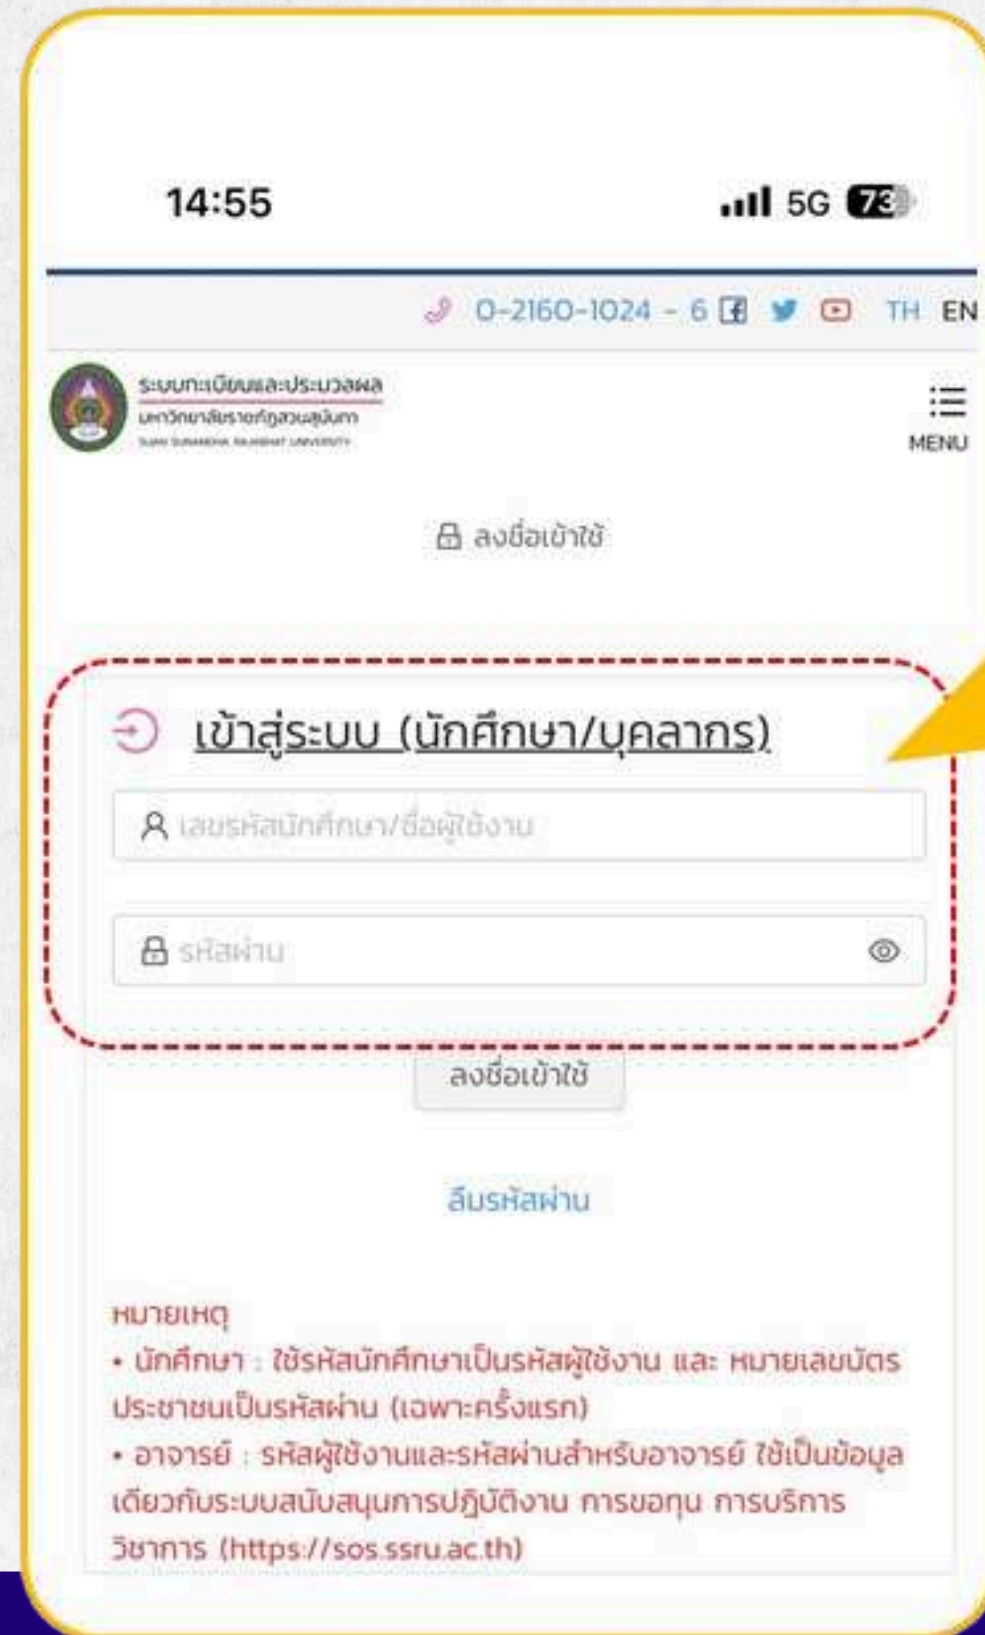 14:55 5G 73
0-2160-1024 - 6 TH EN
ระบบทะเบียนและประมวลผล
มหาวิทยาลัยราชภัฏสวนสุนันทา
SUAN SUNANDHA RAJABHAT UNIVERSITY
MENU
ลงชื่อเข้าใช้
เข้าสู่ระบบ (นักศึกษา/บุคลากร)
เลขรหัสนักศึกษา/ชื่อผู้ใช้งาน
รหัสผ่าน
ลงชื่อเข้าใช้
ลืมรหัสผ่าน
หมายเหตุ
• นักศึกษา : ใช้รหัสนักศึกษาเป็นรหัสผู้ใช้งาน และ หมายเลขบัตร
ประชาชนเป็นรหัสผ่าน (เฉพาะครั้งแรก)
• อาจารย์ : รหัสผู้ใช้งานและรหัสผ่านสำหรับอาจารย์ ใช้เป็นข้อมูล
เดียวกับระบบสนับสนุนการปฏิบัติงาน การขอทุน การบริการ
วิชาการ (https://sos.ssru.ac.th)